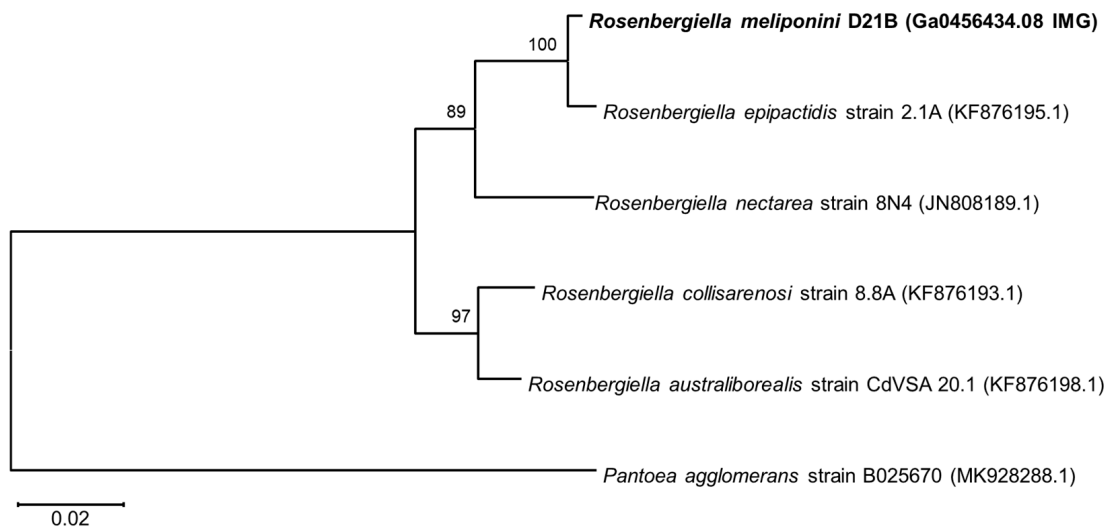 Rosenbergiella meliponini D21B (Ga0456434.08 IMG)
100
Rosenbergiella epipactidis strain 2.1A (KF876195.1)
89
Rosenbergiella nectarea strain 8N4 (JN808189.1)
Rosenbergiella collisarenosi strain 8.8A (KF876193.1)
97
Rosenbergiella australiborealis strain CdVSA 20.1 (KF876198.1)
Pantoea agglomerans strain B025670 (MK928288.1)
0.02